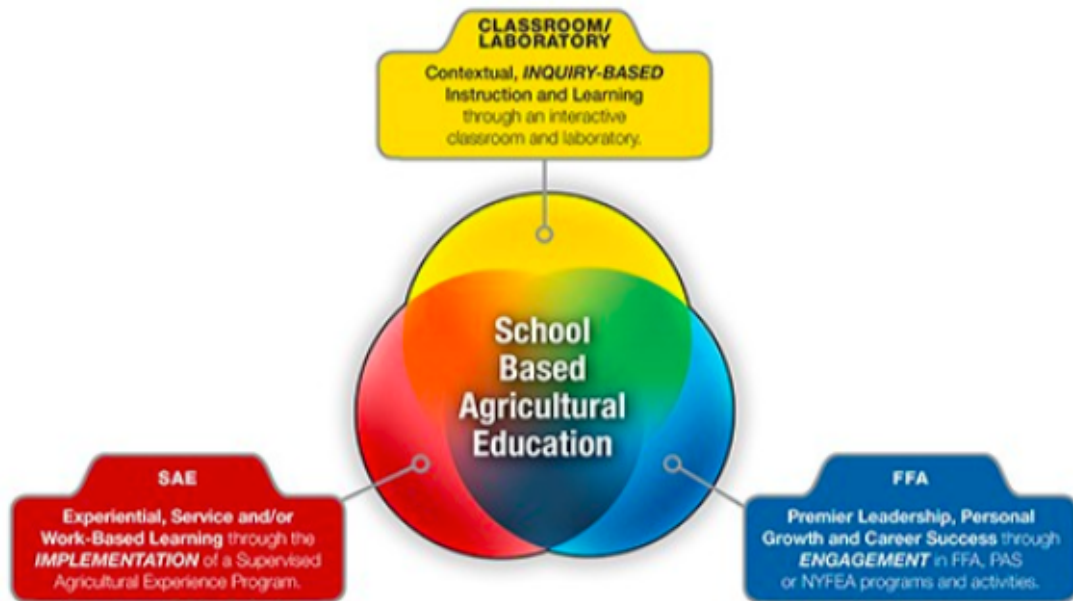 CLASSROOM/
LABORATORY
Contextual, INQUIRY-BASED
Instruction and Learning
through an interactive
classroom and laboratory.
School
Based
Agricultural
Education
SAE
Experiential, Service and/or
Work-Based Learning through the
IMPLEMENTATION of a Supervised
Agricultural Experience Program.
FFA
Premier Leadership, Personal
Growth and Career Success through
ENGAGEMENT in FFA, PAS
or NYFEA programs and activities.